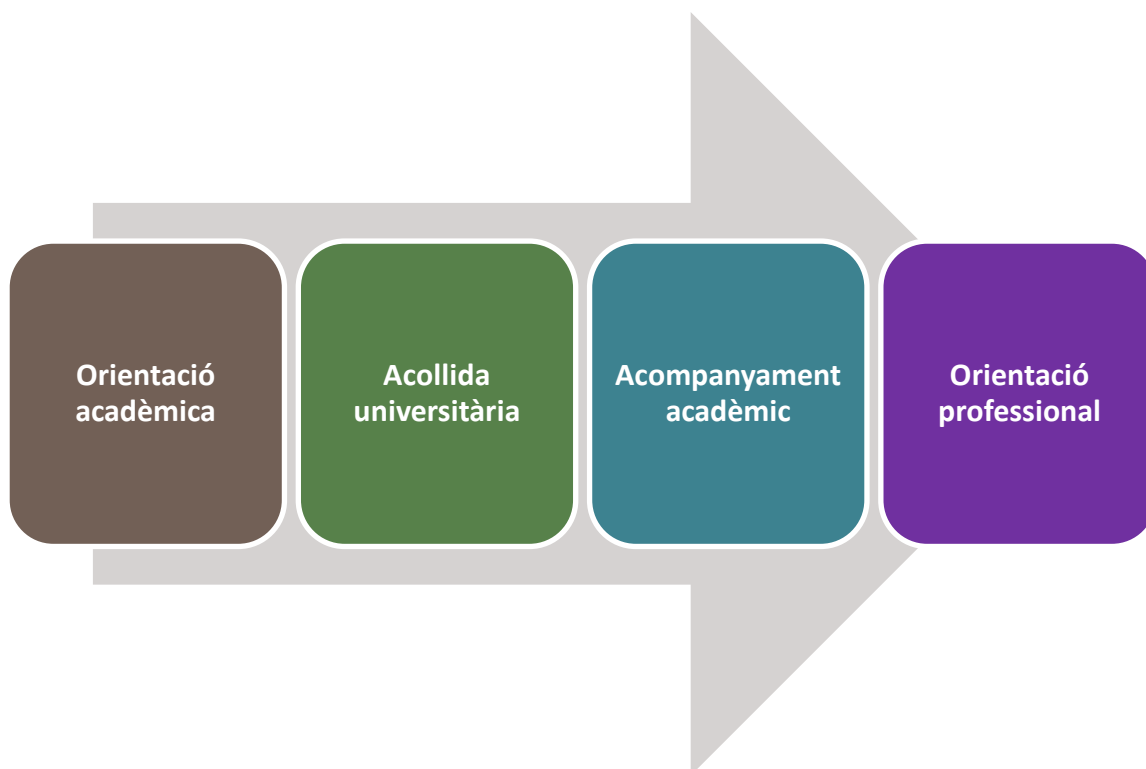 Orientació
acadèmica
Acollida
universitària
Acompanyament
acadèmic
Orientació
professional